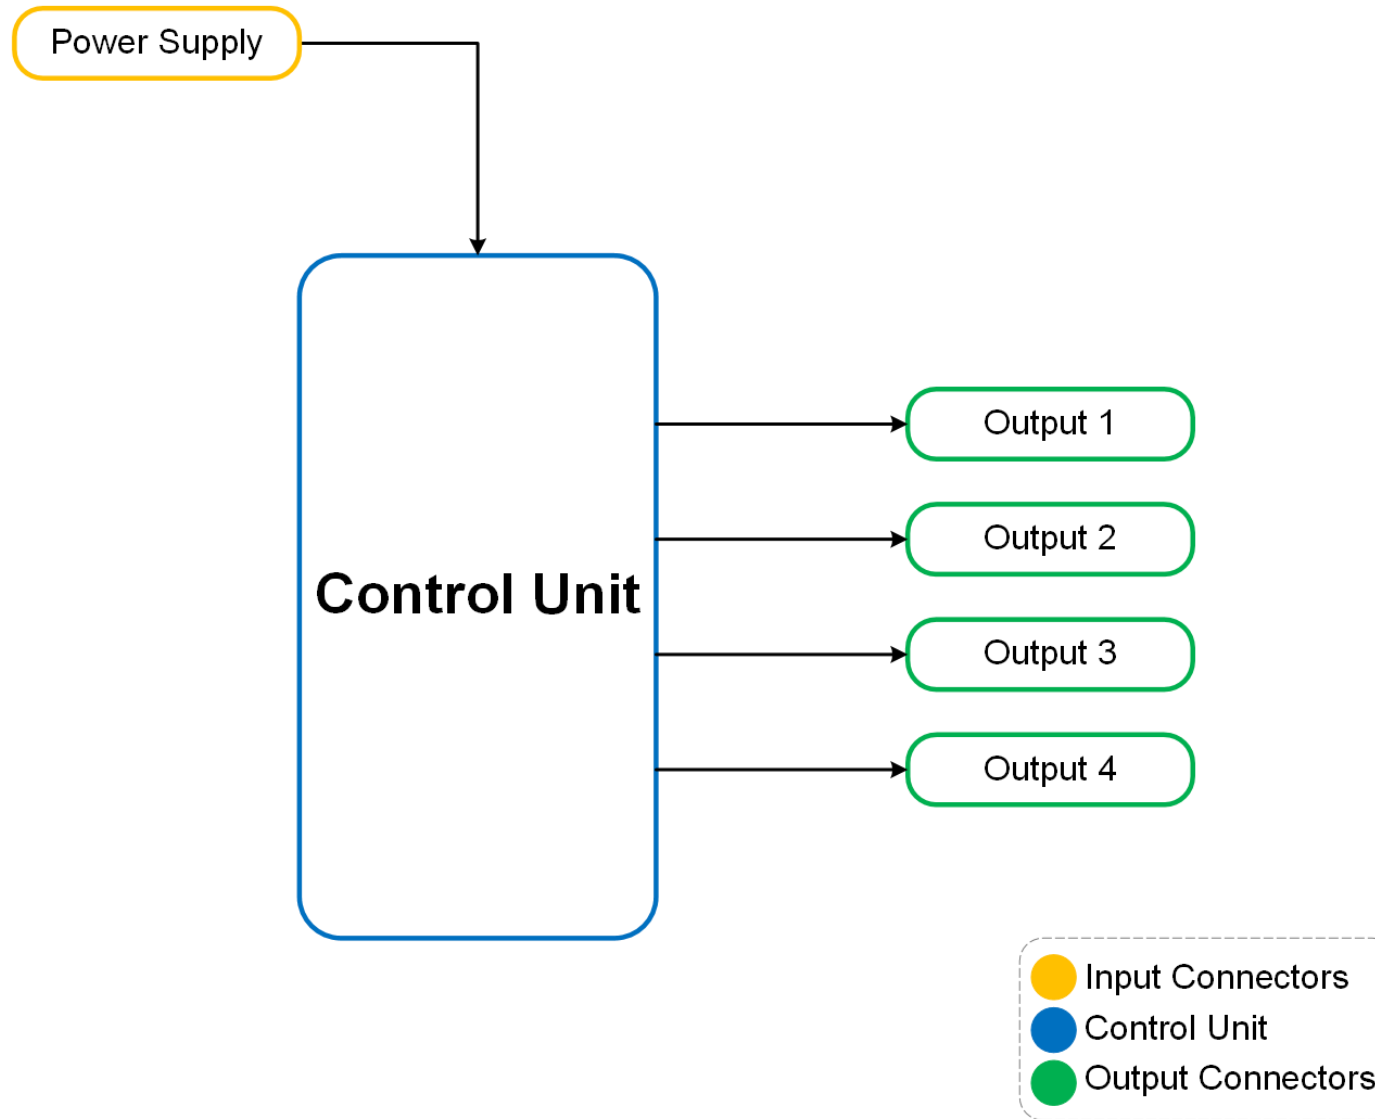 Power Supply
Control Unit
Output 1
Output 2
Output 3
Output 4
Input Connectors
Control Unit
Output Connectors